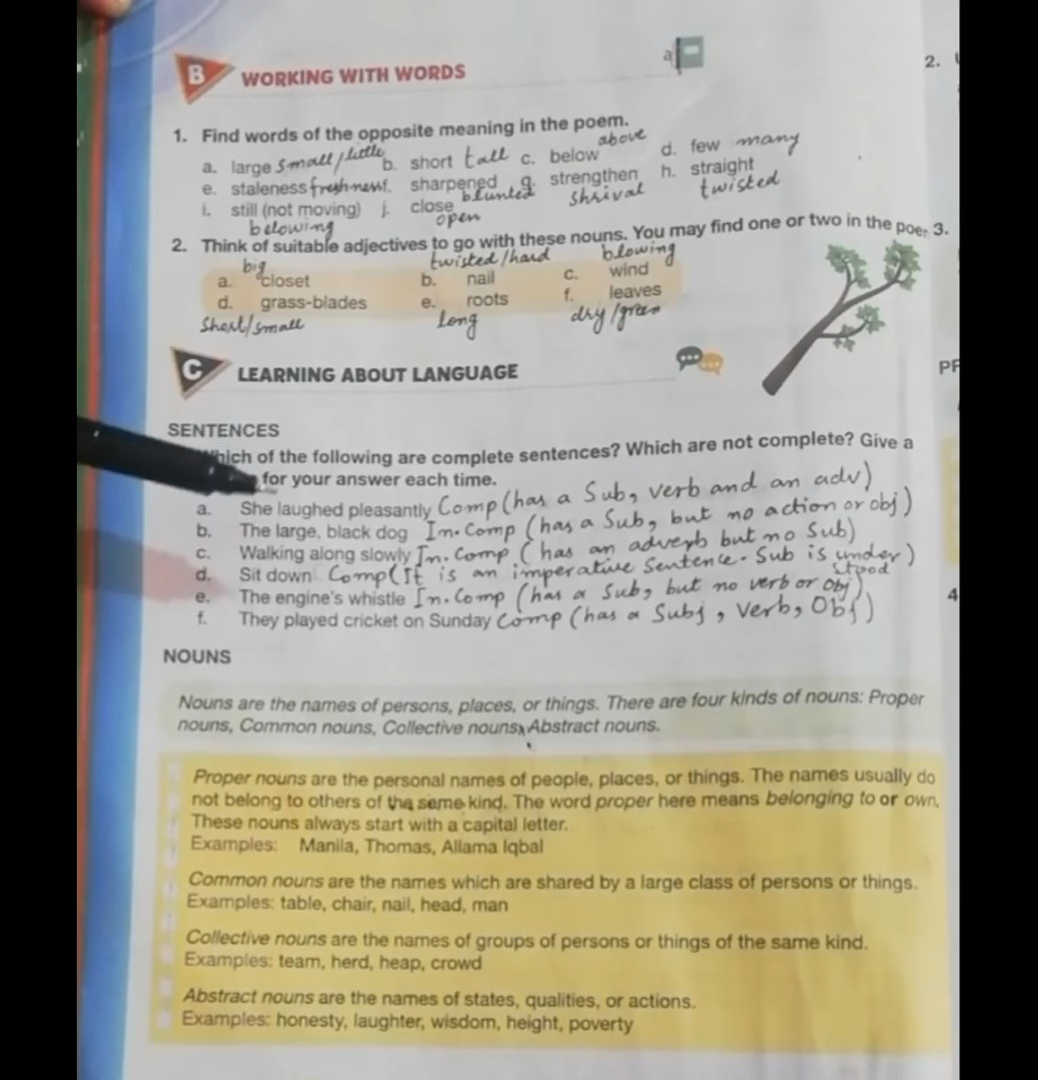 B WORKING WITH WORDS
a
2.
1. Find words of the opposite meaning in the poem.
a. large small/little b. short tall c. below above d. few many
e. staleness freshness f. sharpened blunted g. strengthen shrival h. straight twisted
i. still (not moving) belowing j. close open
2. Think of suitable adjectives to go with these nouns. You may find one or two in the poe 3.
big twisted/hard blowing
a. closet b. nail c. wind
d. grass-blades e. roots f. leaves
Short/small long dry/green
C LEARNING ABOUT LANGUAGE
PF
SENTENCES
hich of the following are complete sentences? Which are not complete? Give a
for your answer each time.
a. She laughed pleasantly Comp (has a Sub, verb and an adv)
b. The large, black dog In.Comp (has a Sub, but no action or obj)
c. Walking along slowly In.Comp (has an adverb but no Sub)
d. Sit down Comp (It is an imperative Sentence. Sub is understood)
e. The engine's whistle In.Comp (has a Sub, but no verb or obj)
4
f. They played cricket on Sunday Comp (has a Subj, Verb, Obj)
NOUNS
Nouns are the names of persons, places, or things. There are four kinds of nouns: Proper
nouns, Common nouns, Collective nouns, Abstract nouns.
Proper nouns are the personal names of people, places, or things. The names usually do
not belong to others of the same kind. The word proper here means belonging to or own.
These nouns always start with a capital letter.
Examples: Manila, Thomas, Allama Iqbal
Common nouns are the names which are shared by a large class of persons or things.
Examples: table, chair, nail, head, man
Collective nouns are the names of groups of persons or things of the same kind.
Examples: team, herd, heap, crowd
Abstract nouns are the names of states, qualities, or actions.
Examples: honesty, laughter, wisdom, height, poverty